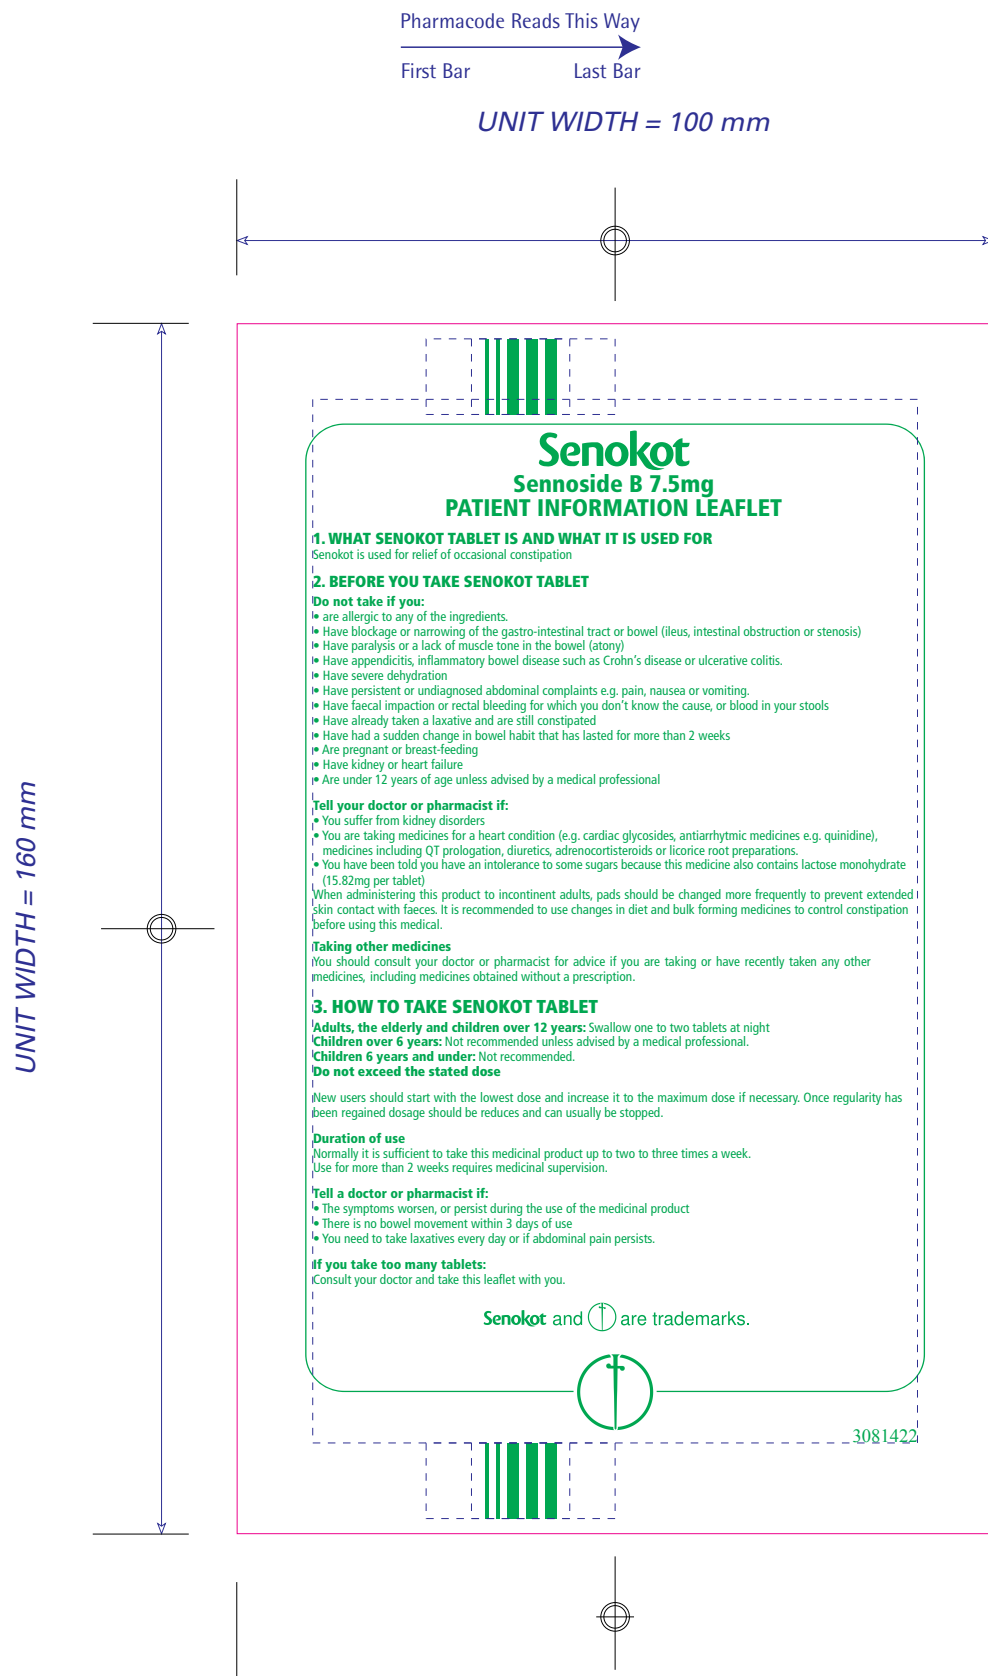 Pharmacode Reads This Way
First Bar Last Bar
UNIT WIDTH = 100 mm
UNIT WIDTH = 160 mm
Senokot
Sennoside B 7.5mg
PATIENT INFORMATION LEAFLET
1. WHAT SENOKOT TABLET IS AND WHAT IT IS USED FOR
Senokot is used for relief of occasional constipation
2. BEFORE YOU TAKE SENOKOT TABLET
Do not take if you:
• are allergic to any of the ingredients.
• Have blockage or narrowing of the gastro-intestinal tract or bowel (ileus, intestinal obstruction or stenosis)
• Have paralysis or a lack of muscle tone in the bowel (atony)
• Have appendicitis, inflammatory bowel disease such as Crohn's disease or ulcerative colitis.
• Have severe dehydration
• Have persistent or undiagnosed abdominal complaints e.g. pain, nausea or vomiting.
• Have faecal impaction or rectal bleeding for which you don't know the cause, or blood in your stools
• Have already taken a laxative and are still constipated
• Have had a sudden change in bowel habit that has lasted for more than 2 weeks
• Are pregnant or breast-feeding
• Have kidney or heart failure
• Are under 12 years of age unless advised by a medical professional
Tell your doctor or pharmacist if:
• You suffer from kidney disorders
• You are taking medicines for a heart condition (e.g. cardiac glycosides, antiarrhytmic medicines e.g. quinidine),
medicines including QT prologation, diuretics, adrenocortisteroids or licorice root preparations.
• You have been told you have an intolerance to some sugars because this medicine also contains lactose monohydrate
(15.82mg per tablet)
When administering this product to incontinent adults, pads should be changed more frequently to prevent extended
skin contact with faeces. It is recommended to use changes in diet and bulk forming medicines to control constipation
before using this medical.
Taking other medicines
You should consult your doctor or pharmacist for advice if you are taking or have recently taken any other
medicines, including medicines obtained without a prescription.
3. HOW TO TAKE SENOKOT TABLET
Adults, the elderly and children over 12 years: Swallow one to two tablets at night
Children over 6 years: Not recommended unless advised by a medical professional.
Children 6 years and under: Not recommended.
Do not exceed the stated dose
New users should start with the lowest dose and increase it to the maximum dose if necessary. Once regularity has
been regained dosage should be reduces and can usually be stopped.
Duration of use
Normally it is sufficient to take this medicinal product up to two to three times a week.
Use for more than 2 weeks requires medicinal supervision.
Tell a doctor or pharmacist if:
• The symptoms worsen, or persist during the use of the medicinal product
• There is no bowel movement within 3 days of use
• You need to take laxatives every day or if abdominal pain persists.
If you take too many tablets:
Consult your doctor and take this leaflet with you.
Senokot and are trademarks.
3081422